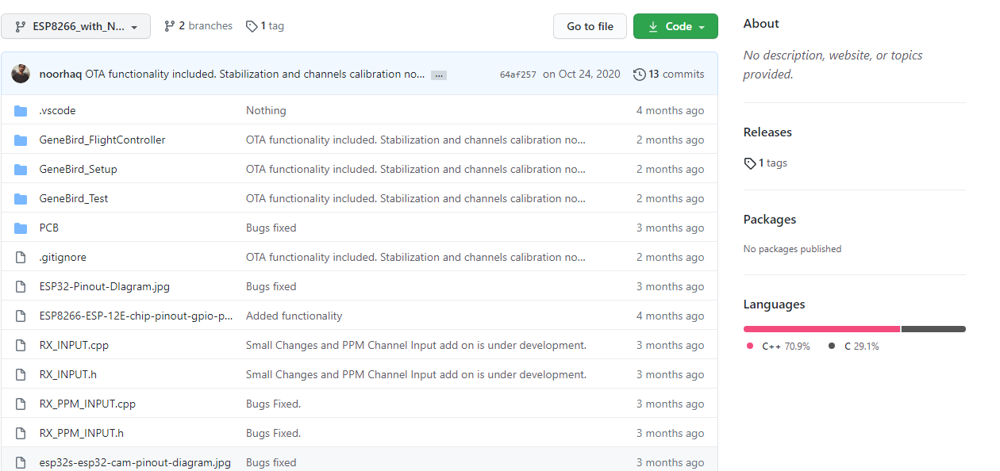 ESP8266_with_N... 2 branches 1 tag Go to file Code
noorhaq OTA functionality included. Stabilization and channels calibration no... ... 64af257 on Oct 24, 2020 13 commits
.vscode Nothing 4 months ago
GeneBird_FlightController OTA functionality included. Stabilization and channels calibration no... 2 months ago
GeneBird_Setup OTA functionality included. Stabilization and channels calibration no... 2 months ago
GeneBird_Test OTA functionality included. Stabilization and channels calibration no... 2 months ago
PCB Bugs fixed 3 months ago
.gitignore OTA functionality included. Stabilization and channels calibration no... 2 months ago
ESP32-Pinout-DIagram.jpg Bugs fixed 3 months ago
ESP8266-ESP-12E-chip-pinout-gpio-p... Added functionality 4 months ago
RX_INPUT.cpp Small Changes and PPM Channel Input add on is under development. 3 months ago
RX_INPUT.h Small Changes and PPM Channel Input add on is under development. 3 months ago
RX_PPM_INPUT.cpp Bugs Fixed. 3 months ago
RX_PPM_INPUT.h Bugs Fixed. 3 months ago
esp32s-esp32-cam-pinout-diagram.jpg Bugs fixed 3 months ago
About
No description, website, or topics
provided.
Releases
1 tags
Packages
No packages published
Languages
C++ 70.9% C 29.1%